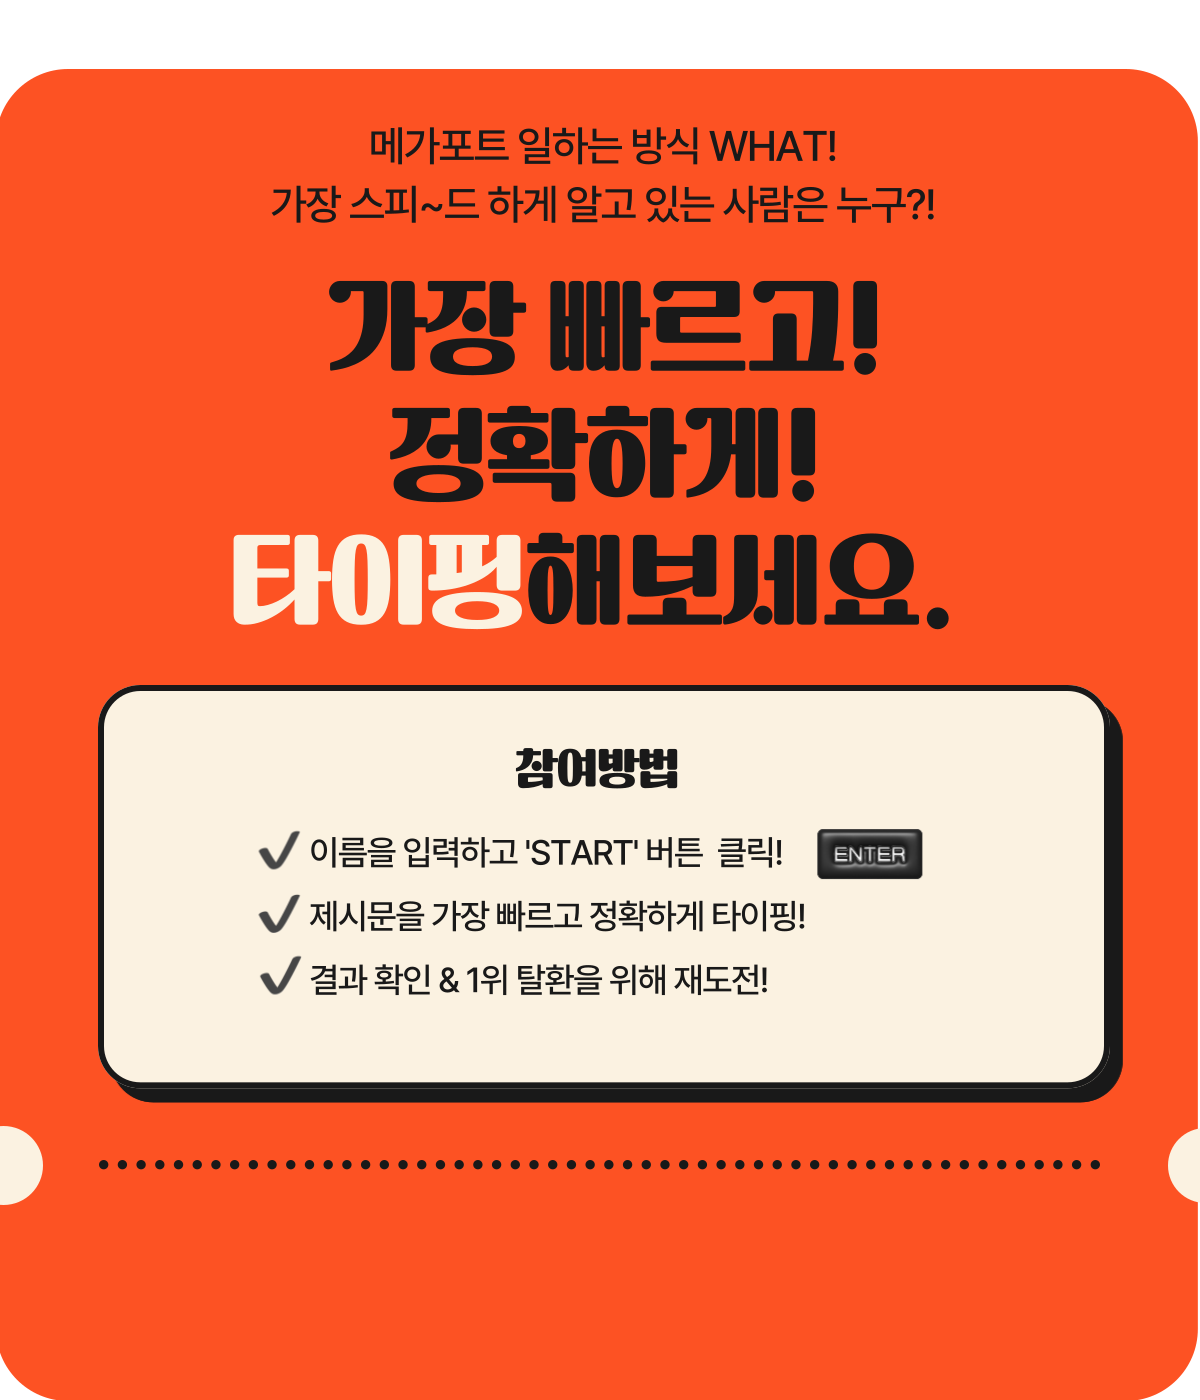 메가포트 일하는 방식 WHAT!
가장 스피~드 하게 알고 있는 사람은 누구?!
가장 빠르고!
정확하게!
타이핑해보세요.
참여방법
이름을 입력하고 'START' 버튼 클릭! ENTER
제시문을 가장 빠르고 정확하게 타이핑!
결과 확인 & 1위 탈환을 위해 재도전!